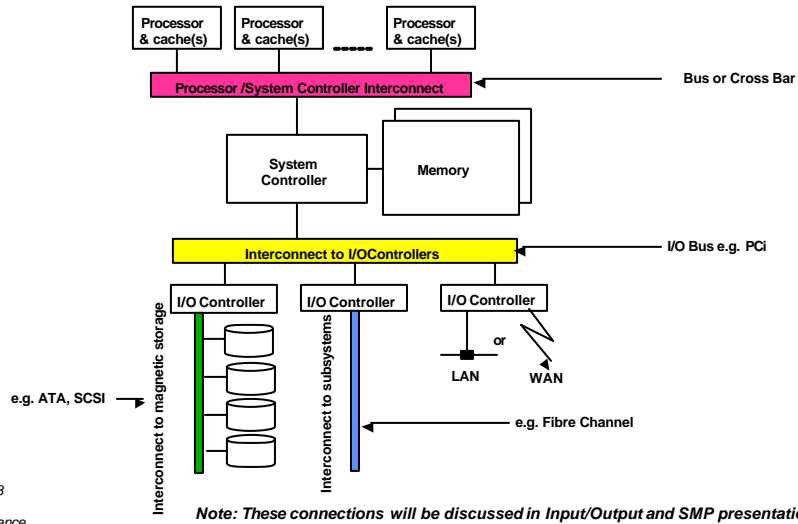 Processor
& cache(s)
Processor
& cache(s)
Processor
& cache(s)
Processor /System Controller Interconnect
Bus or Cross Bar
System
Controller
Memory
Interconnect to I/OControllers
I/O Bus e.g. PCi
I/O Controller
I/O Controller
I/O Controller
Interconnect to magnetic storage
Interconnect to subsystems
or
LAN
WAN
e.g. ATA, SCSI
e.g. Fibre Channel
Note: These connections will be discussed in Input/Output and SMP presentatio